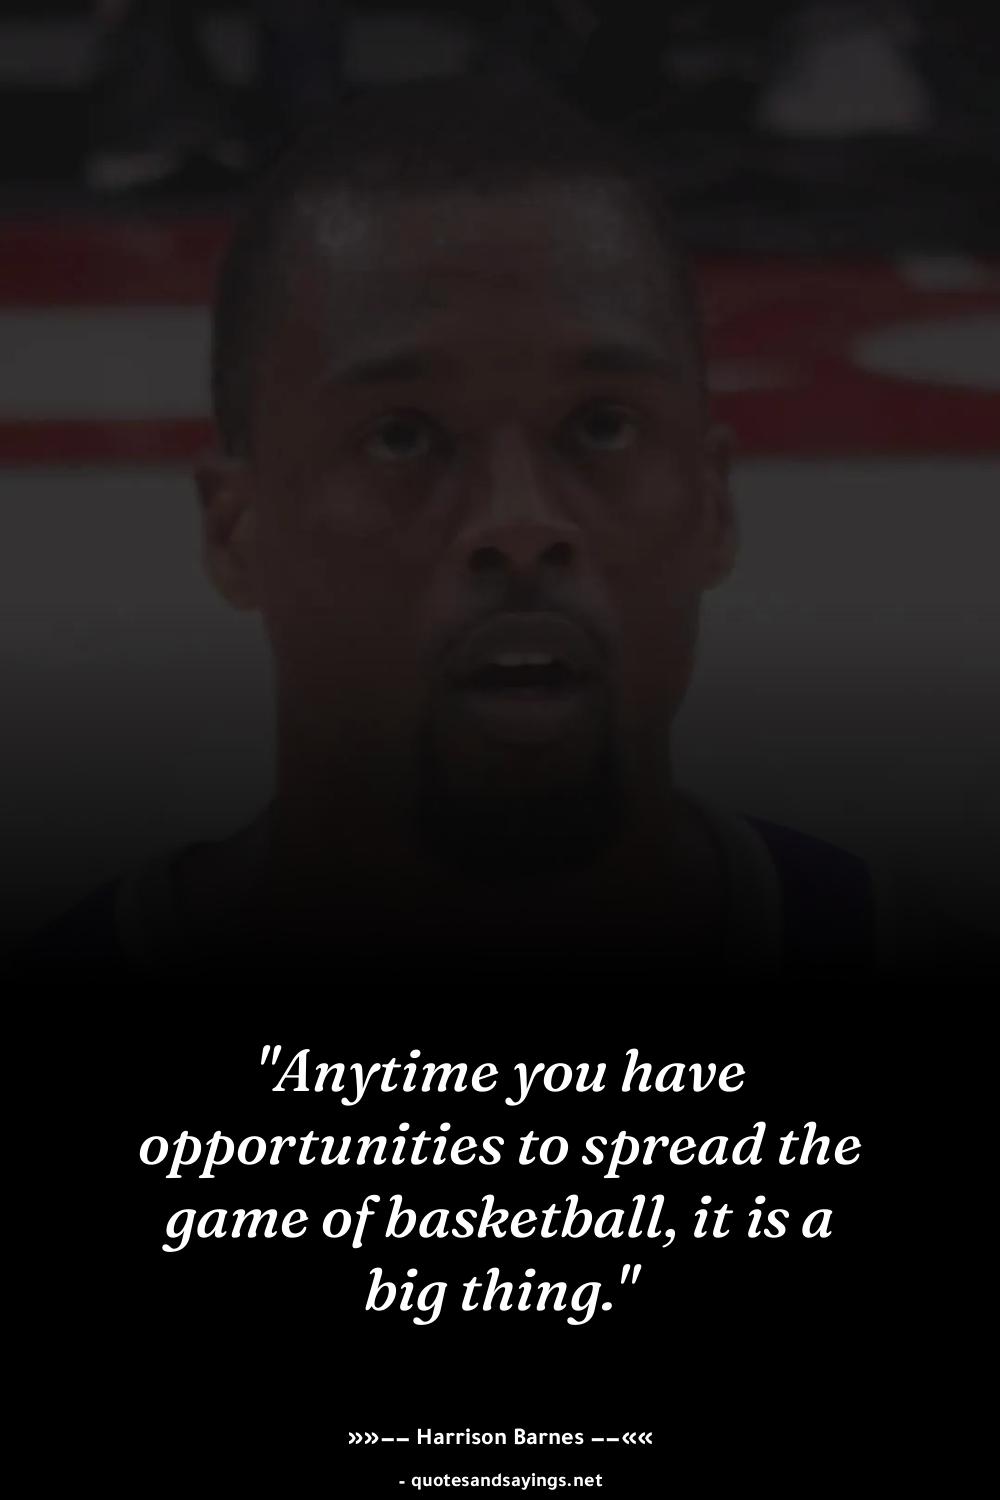 "Anytime you have
opportunities to spread the
game of basketball, it is a
big thing."
»»−− Harrison Barnes −−««
- quotesandsayings.net